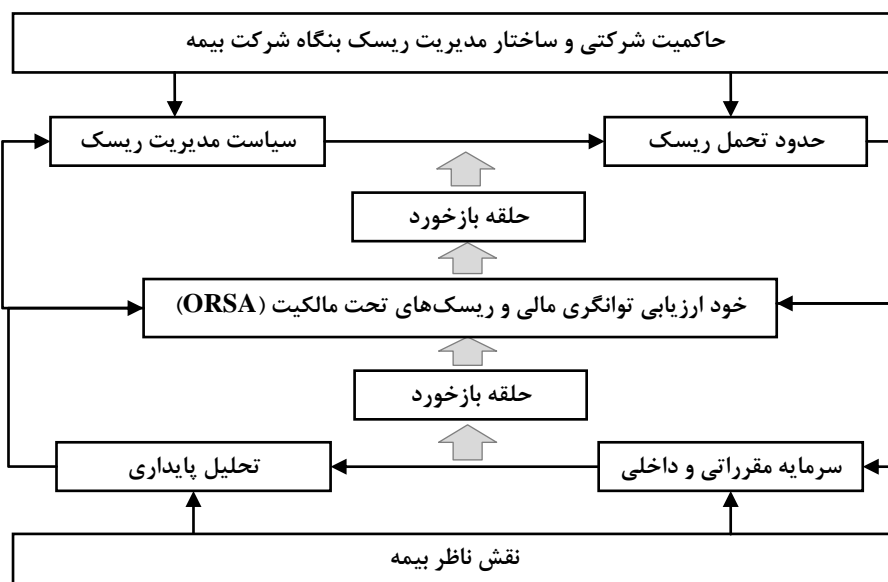 حاکمیت شرکتی و ساختار مدیریت ریسک بنگاه شرکت بیمه
حدود تحمل ریسک
سیاست مدیریت ریسک
حلقه بازخورد
خود ارزیابی توانگری مالی و ریسک‌های تحت مالکیت (ORSA)
حلقه بازخورد
سرمایه مقرراتی و داخلی
تحلیل پایداری
نقش ناظر بیمه